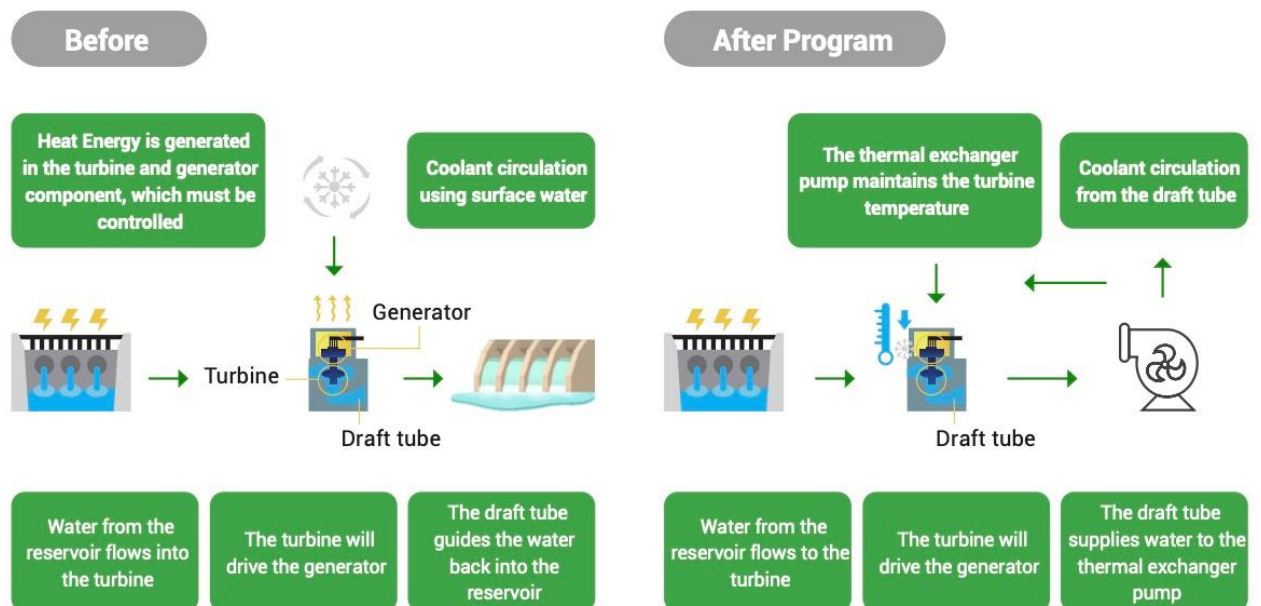 Before
Heat Energy is generated
in the turbine and generator
component, which must be
controlled
Coolant circulation
using surface water
Generator
Turbine
Draft tube
Water from the
reservoir flows into
the turbine
The turbine will
drive the generator
The draft tube
guides the water
back into the
reservoir
After Program
The thermal exchanger
pump maintains the turbine
temperature
Coolant circulation
from the draft tube
Draft tube
Water from the
reservoir flows to the
turbine
The turbine will
drive the generator
The draft tube
supplies water to the
thermal exchanger
pump